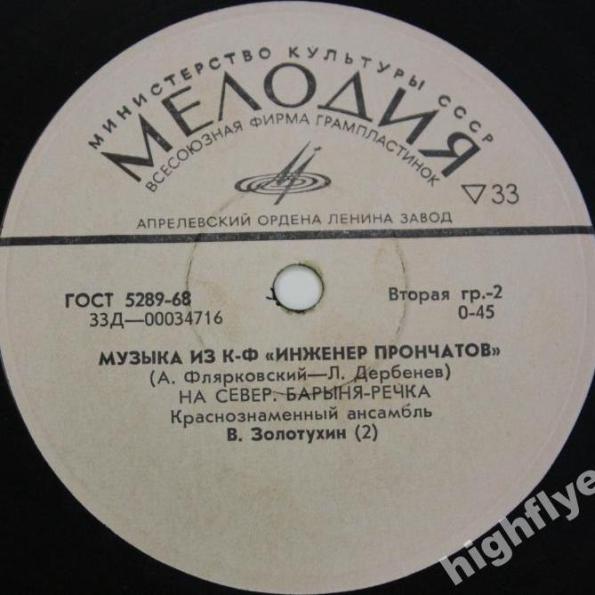 МИНИСТЕРСТВО КУЛЬТУРЫ СССР
МЕЛОДИЯ
ВСЕСОЮЗНАЯ ФИРМА ГРАМПЛАСТИНОК
▽33
АПРЕЛЕВСКИЙ ОРДЕНА ЛЕНИНА ЗАВОД
ГОСТ 5289-68
Вторая гр.-2
33Д—00034716
0-45
МУЗЫКА ИЗ К-Ф «ИНЖЕНЕР ПРОНЧАТОВ»
(А. Флярковский—Л. Дербенев)
НА СЕВЕР. БАРЫНЯ-РЕЧКА
Краснознаменный ансамбль
В. Золотухин (2)
highflye